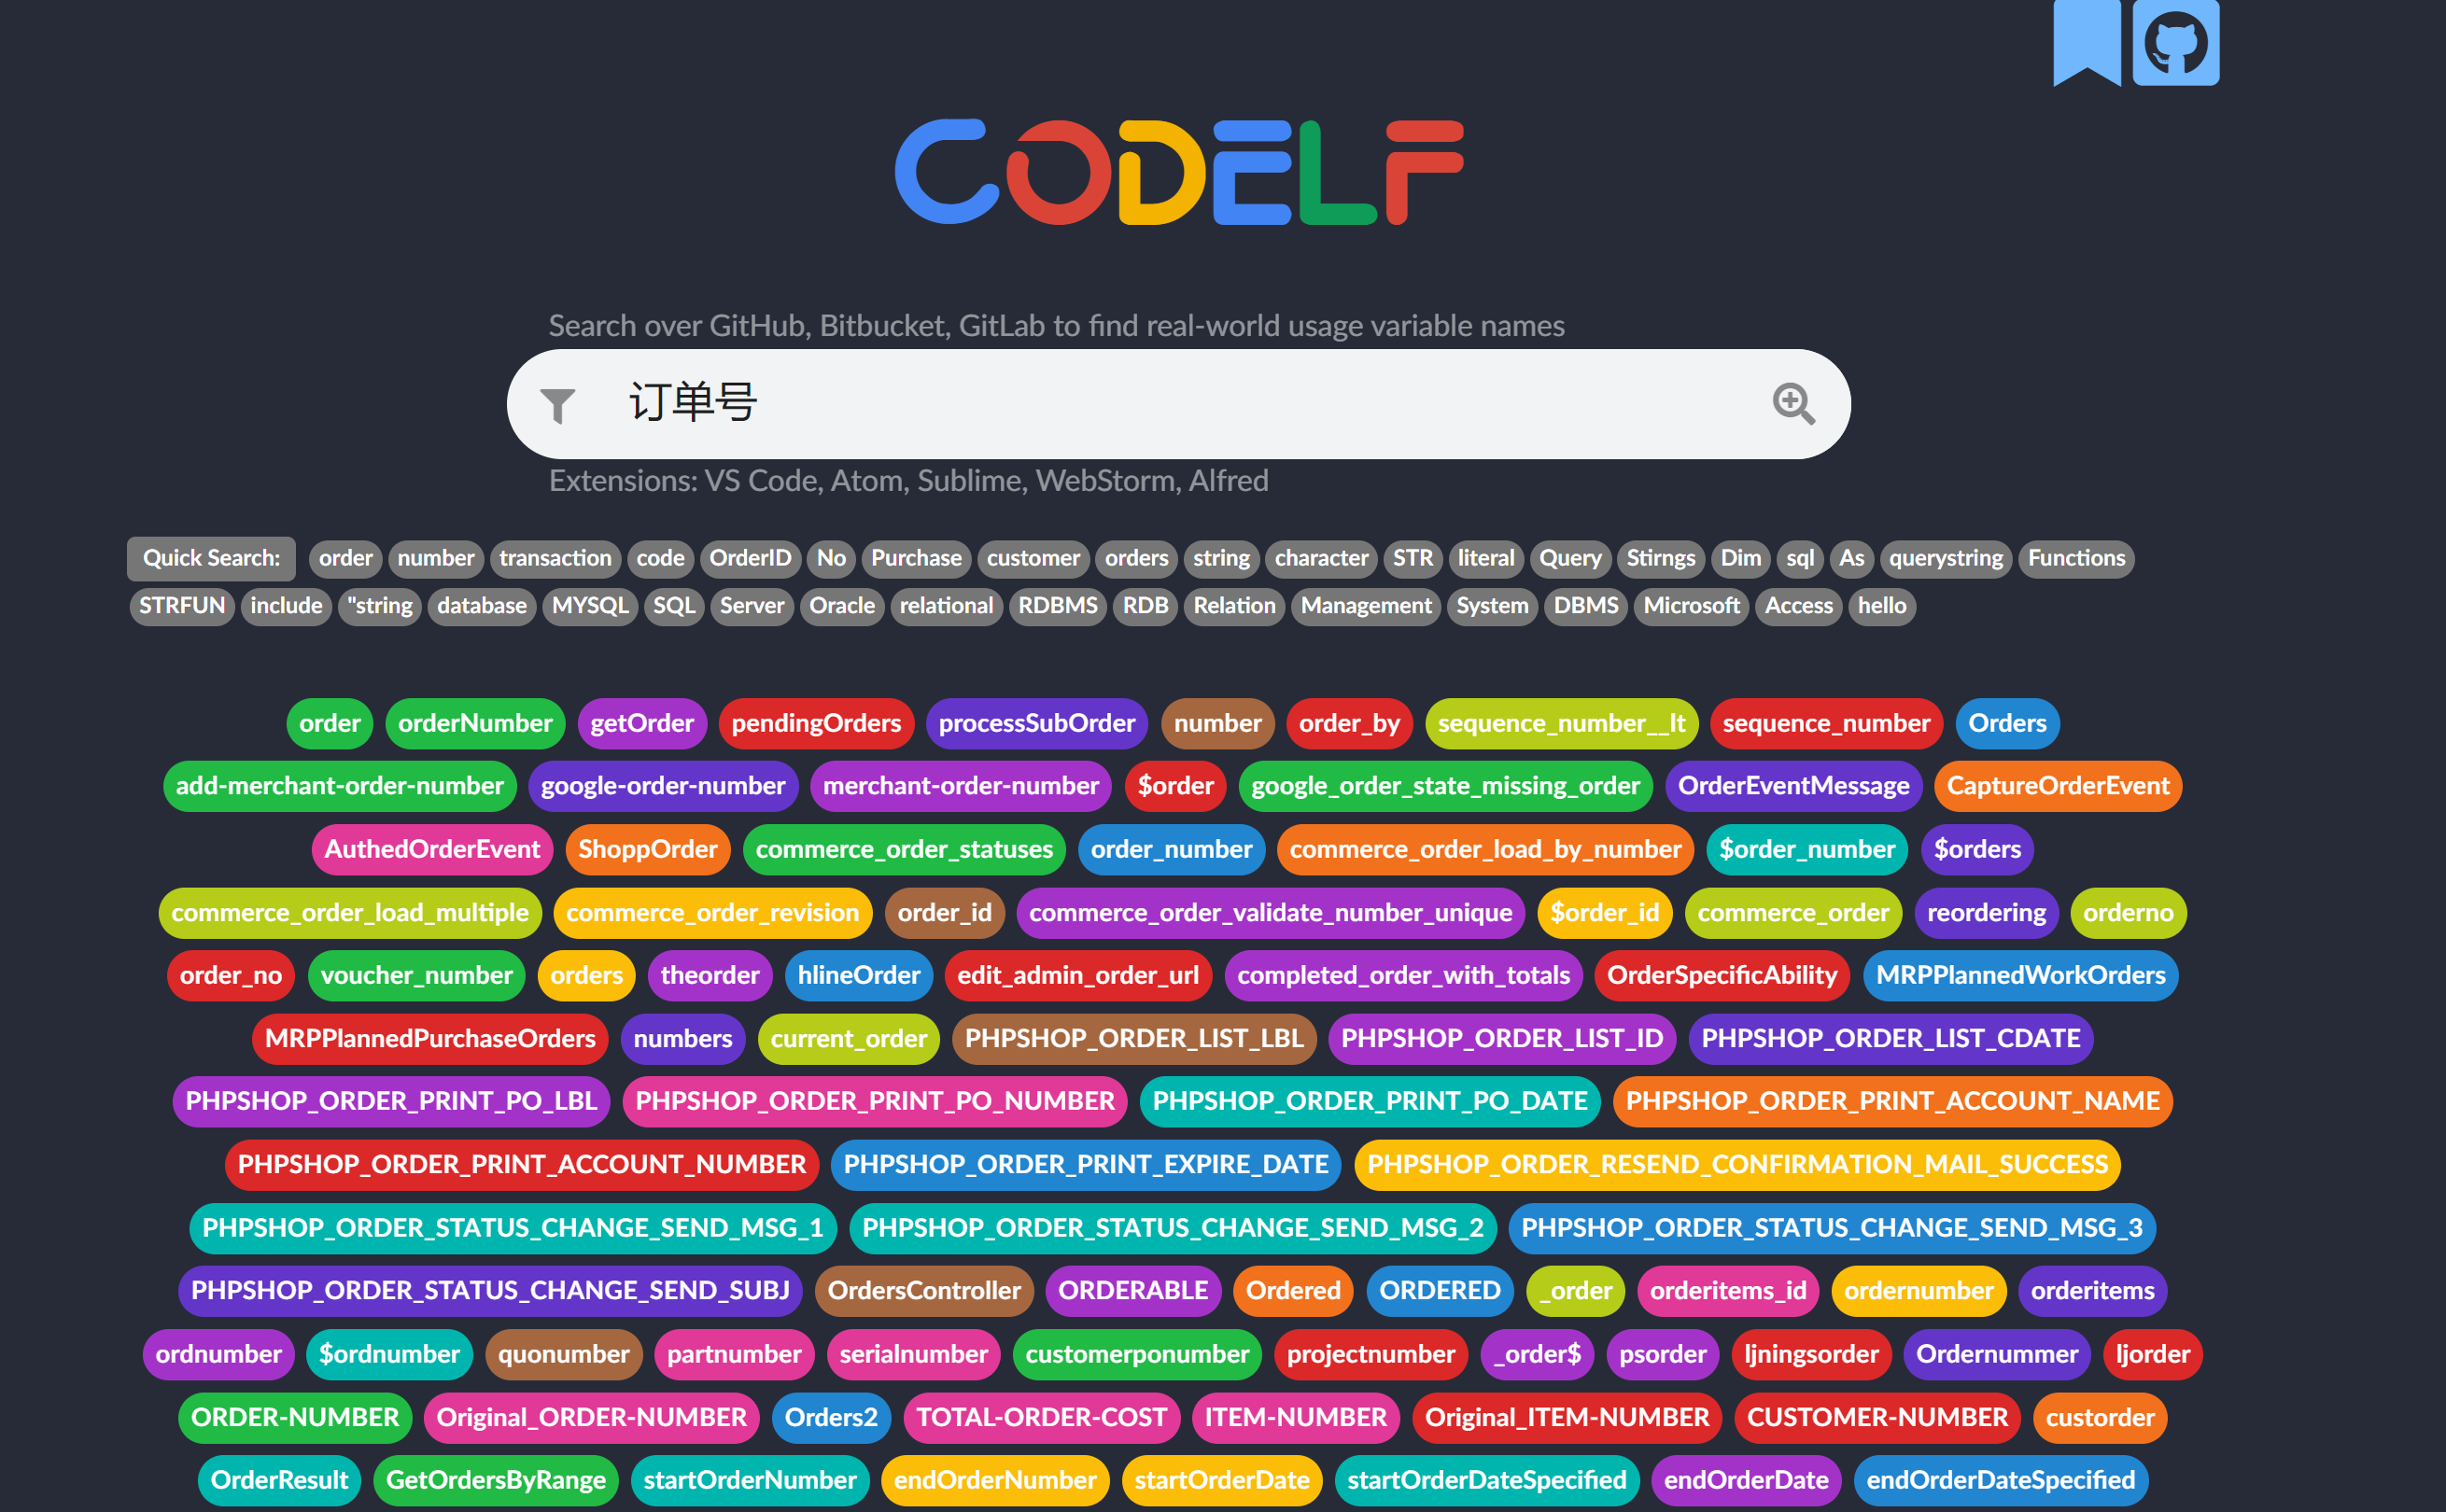 CODELF
Search over GitHub, Bitbucket, GitLab to find real-world usage variable names
订单号
Extensions: VS Code, Atom, Sublime, WebStorm, Alfred
Quick Search: order number transaction code OrderID No Purchase customer orders string character STR literal Query Stirngs Dim sql As querystring Functions
STRFUN include "string database MYSQL SQL Server Oracle relational RDBMS RDB Relation Management System DBMS Microsoft Access hello
order orderNumber getOrder pendingOrders processSubOrder number order_by sequence_number__lt sequence_number Orders
add-merchant-order-number google-order-number merchant-order-number $order google_order_state_missing_order OrderEventMessage CaptureOrderEvent
AuthedOrderEvent ShoppOrder commerce_order_statuses order_number commerce_order_load_by_number $order_number $orders
commerce_order_load_multiple commerce_order_revision order_id commerce_order_validate_number_unique $order_id commerce_order reordering orderno
order_no voucher_number orders theorder hlineOrder edit_admin_order_url completed_order_with_totals OrderSpecificAbility MRPPlannedWorkOrders
MRPPlannedPurchaseOrders numbers current_order PHPSHOP_ORDER_LIST_LBL PHPSHOP_ORDER_LIST_ID PHPSHOP_ORDER_LIST_CDATE
PHPSHOP_ORDER_PRINT_PO_LBL PHPSHOP_ORDER_PRINT_PO_NUMBER PHPSHOP_ORDER_PRINT_PO_DATE PHPSHOP_ORDER_PRINT_ACCOUNT_NAME
PHPSHOP_ORDER_PRINT_ACCOUNT_NUMBER PHPSHOP_ORDER_PRINT_EXPIRE_DATE PHPSHOP_ORDER_RESEND_CONFIRMATION_MAIL_SUCCESS
PHPSHOP_ORDER_STATUS_CHANGE_SEND_MSG_1 PHPSHOP_ORDER_STATUS_CHANGE_SEND_MSG_2 PHPSHOP_ORDER_STATUS_CHANGE_SEND_MSG_3
PHPSHOP_ORDER_STATUS_CHANGE_SEND_SUBJ OrdersController ORDERABLE Ordered ORDERED _order orderitems_id ordernumber orderitems
ordnumber $ordnumber quonumber partnumber serialnumber customerponumber projectnumber _order$ psorder ljningsorder Ordernummer ljorder
ORDER-NUMBER Original_ORDER-NUMBER Orders2 TOTAL-ORDER-COST ITEM-NUMBER Original_ITEM-NUMBER CUSTOMER-NUMBER custorder
OrderResult GetOrdersByRange startOrderNumber endOrderNumber startOrderDate startOrderDateSpecified endOrderDate endOrderDateSpecified